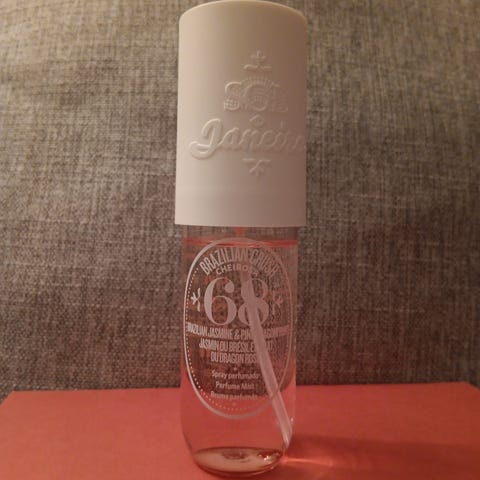 SOL
de
Janeiro
BRAZILIAN CRUSH
CHEIROSA
68
BRAZILIAN JASMINE & PINK DRAGONFRUIT
JASMIN DU BRÉSIL
DU DRAGON ROSE
Spray perfumado
Perfume Mist
Brume parfumée